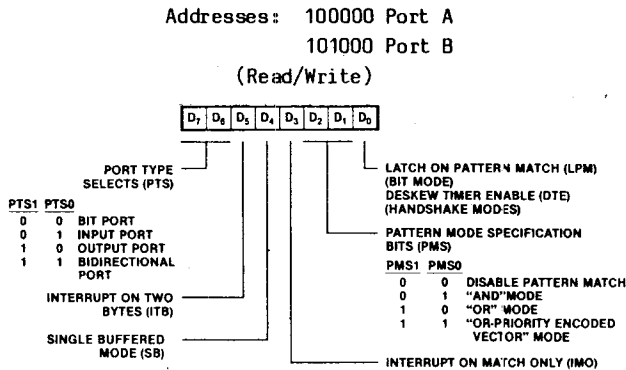 Addresses: 100000 Port A
101000 Port B
(Read/Write)
D7 D6 D5 D4 D3 D2 D1 D0
PORT TYPE
SELECTS (PTS)
PTS1 PTS0
0 0 BIT PORT
0 1 INPUT PORT
1 0 OUTPUT PORT
1 1 BIDIRECTIONAL
PORT
INTERRUPT ON TWO
BYTES (ITB)
SINGLE BUFFERED
MODE (SB)
LATCH ON PATTERN MATCH (LPM)
(BIT MODE)
DESKEW TIMER ENABLE (DTE)
(HANDSHAKE MODES)
PATTERN MODE SPECIFICATION
BITS (PMS)
PMS1 PMS0
0 0 DISABLE PATTERN MATCH
0 1 "AND" MODE
1 0 "OR" MODE
1 1 "OR-PRIORITY ENCODED
VECTOR" MODE
INTERRUPT ON MATCH ONLY (IMO)